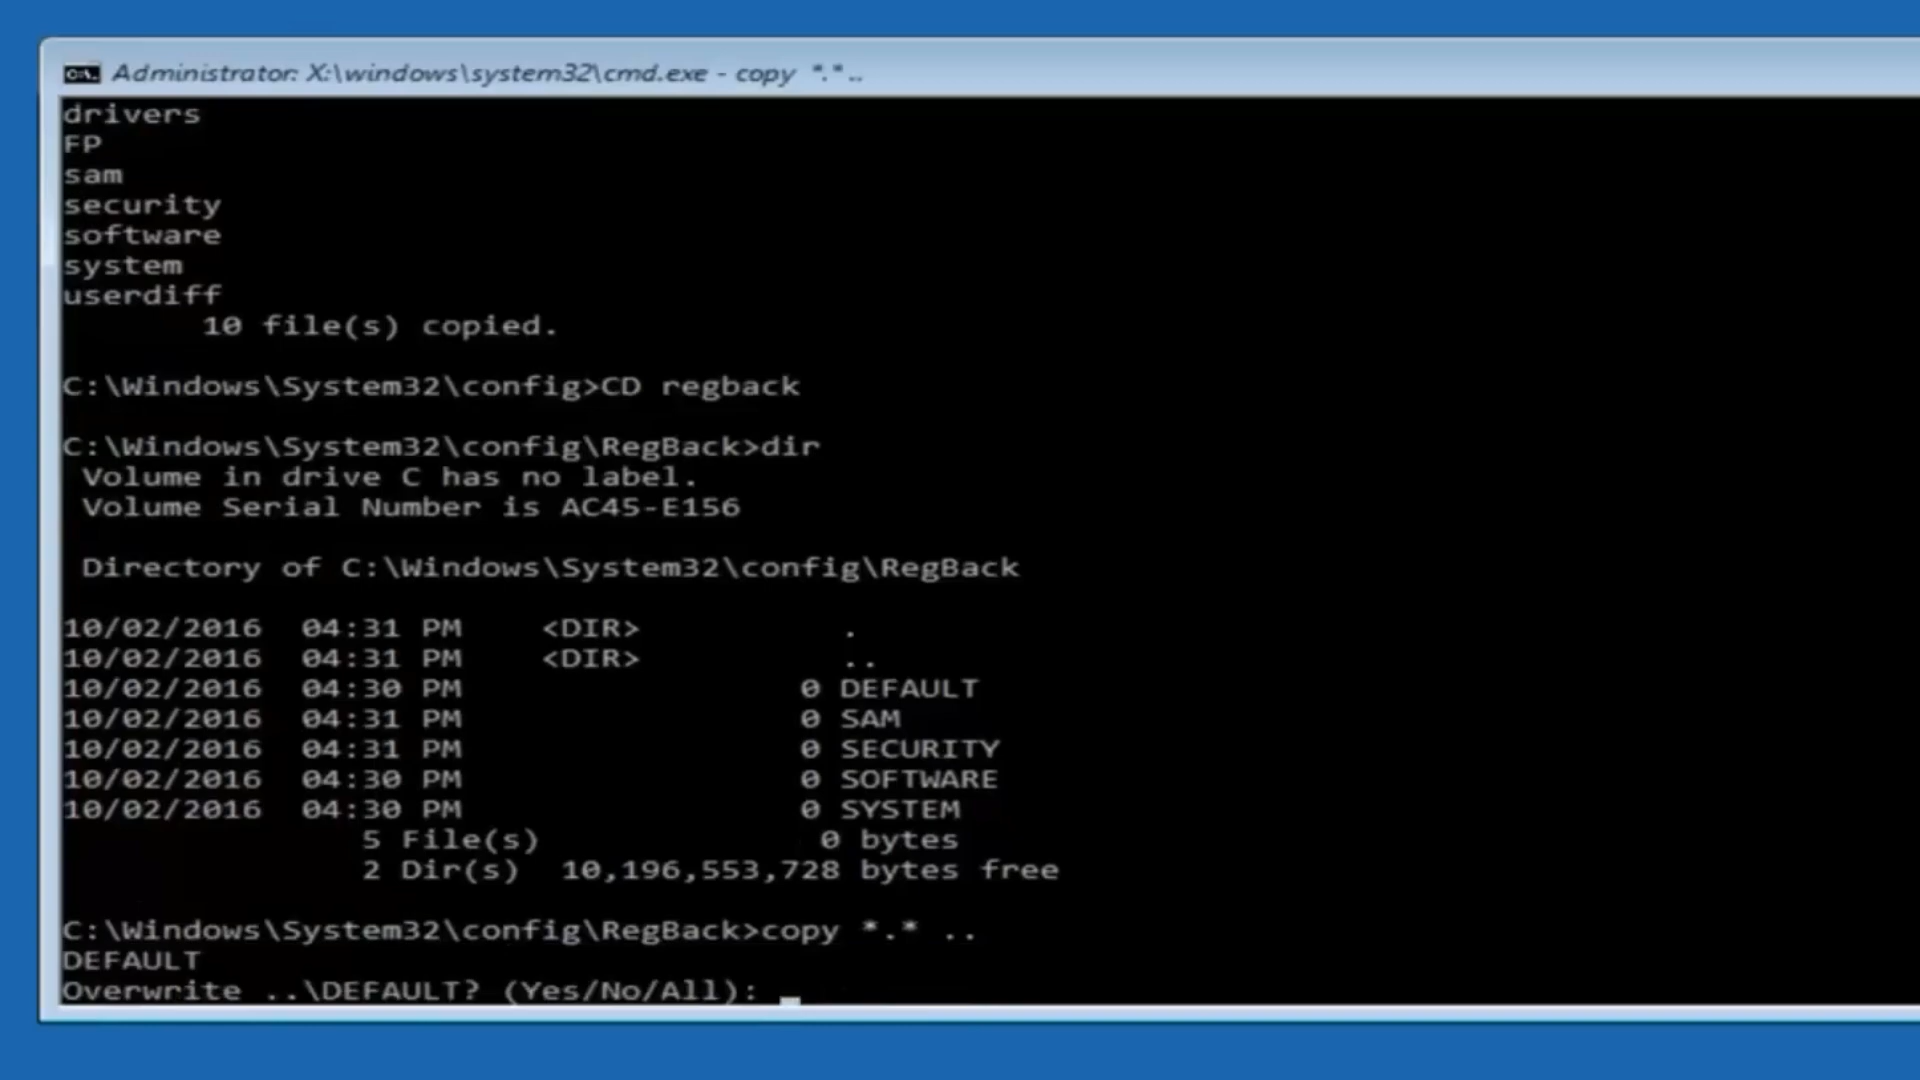 Administrator: X:\windows\system32\cmd.exe - copy *.* ..
drivers
FP
sam
security
software
system
userdiff
10 file(s) copied.
C:\Windows\System32\config>CD regback
C:\Windows\System32\config\RegBack>dir
Volume in drive C has no label.
Volume Serial Number is AC45-E156
Directory of C:\Windows\System32\config\RegBack
10/02/2016 04:31 PM <DIR> .
10/02/2016 04:31 PM <DIR> ..
10/02/2016 04:30 PM 0 DEFAULT
10/02/2016 04:31 PM 0 SAM
10/02/2016 04:31 PM 0 SECURITY
10/02/2016 04:30 PM 0 SOFTWARE
10/02/2016 04:30 PM 0 SYSTEM
5 File(s) 0 bytes
2 Dir(s) 10,196,553,728 bytes free
C:\Windows\System32\config\RegBack>copy *.* ..
DEFAULT
Overwrite ..\DEFAULT? (Yes/No/All):